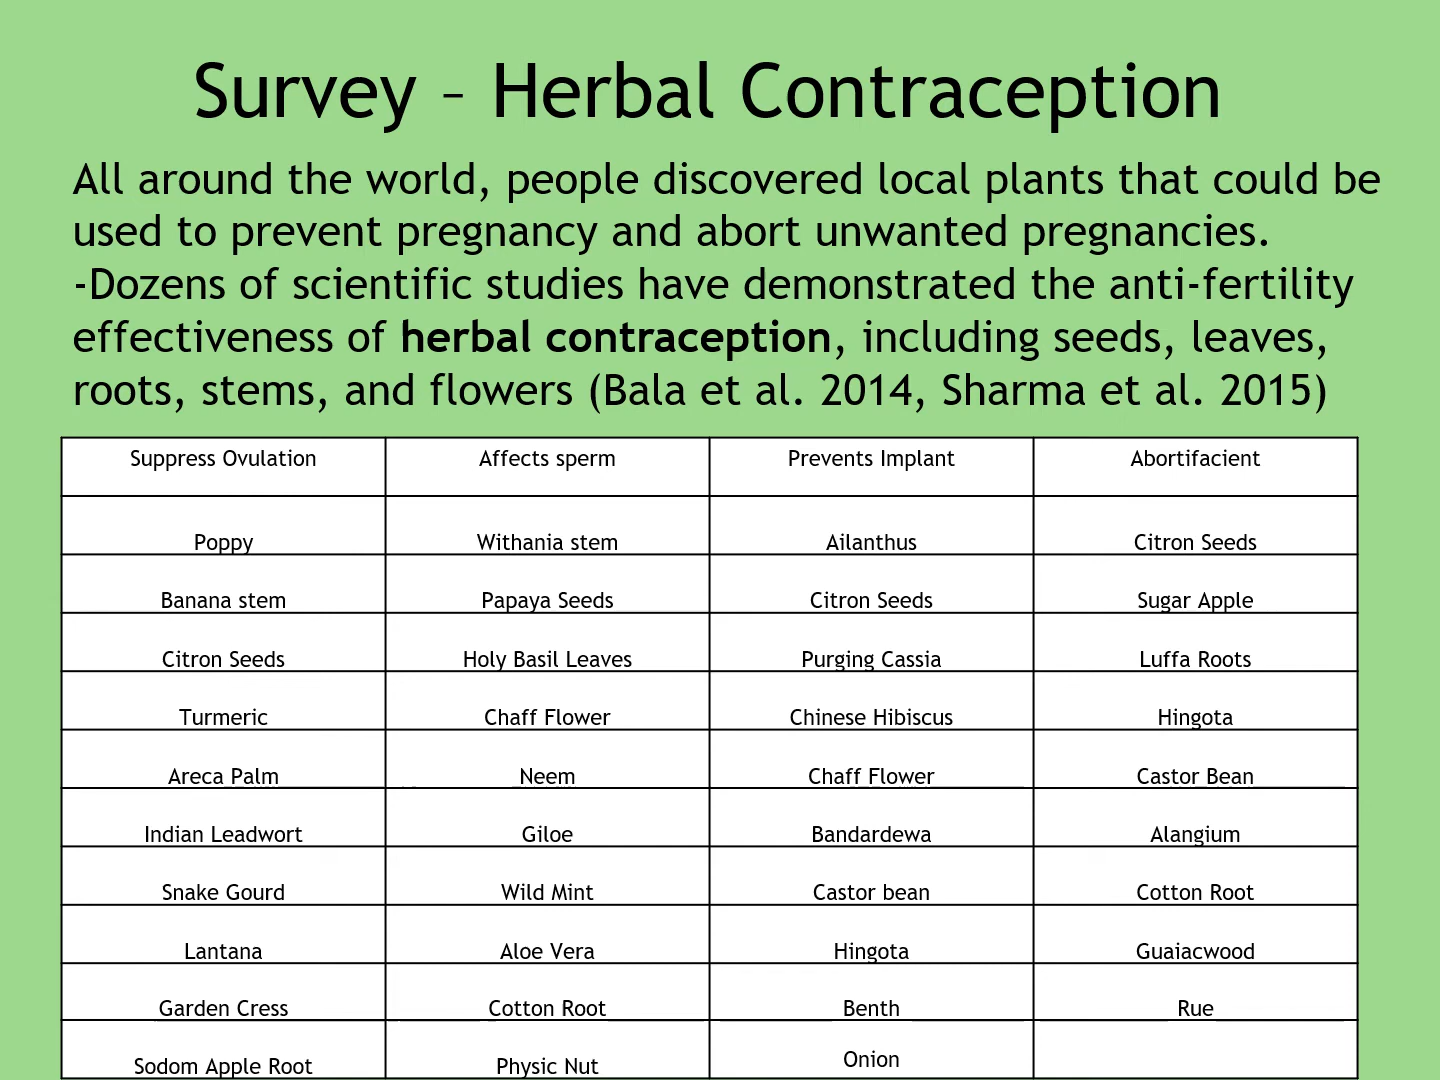 Survey – Herbal Contraception
All around the world, people discovered local plants that could be
used to prevent pregnancy and abort unwanted pregnancies.
-Dozens of scientific studies have demonstrated the anti-fertility
effectiveness of herbal contraception, including seeds, leaves,
roots, stems, and flowers (Bala et al. 2014, Sharma et al. 2015)
Suppress Ovulation Affects sperm Prevents Implant Abortifacient
Poppy Withania stem Ailanthus Citron Seeds
Banana stem Papaya Seeds Citron Seeds Sugar Apple
Citron Seeds Holy Basil Leaves Purging Cassia Luffa Roots
Turmeric Chaff Flower Chinese Hibiscus Hingota
Areca Palm Neem Chaff Flower Castor Bean
Indian Leadwort Giloe Bandardewa Alangium
Snake Gourd Wild Mint Castor bean Cotton Root
Lantana Aloe Vera Hingota Guaiacwood
Garden Cress Cotton Root Benth Rue
Sodom Apple Root Physic Nut Onion